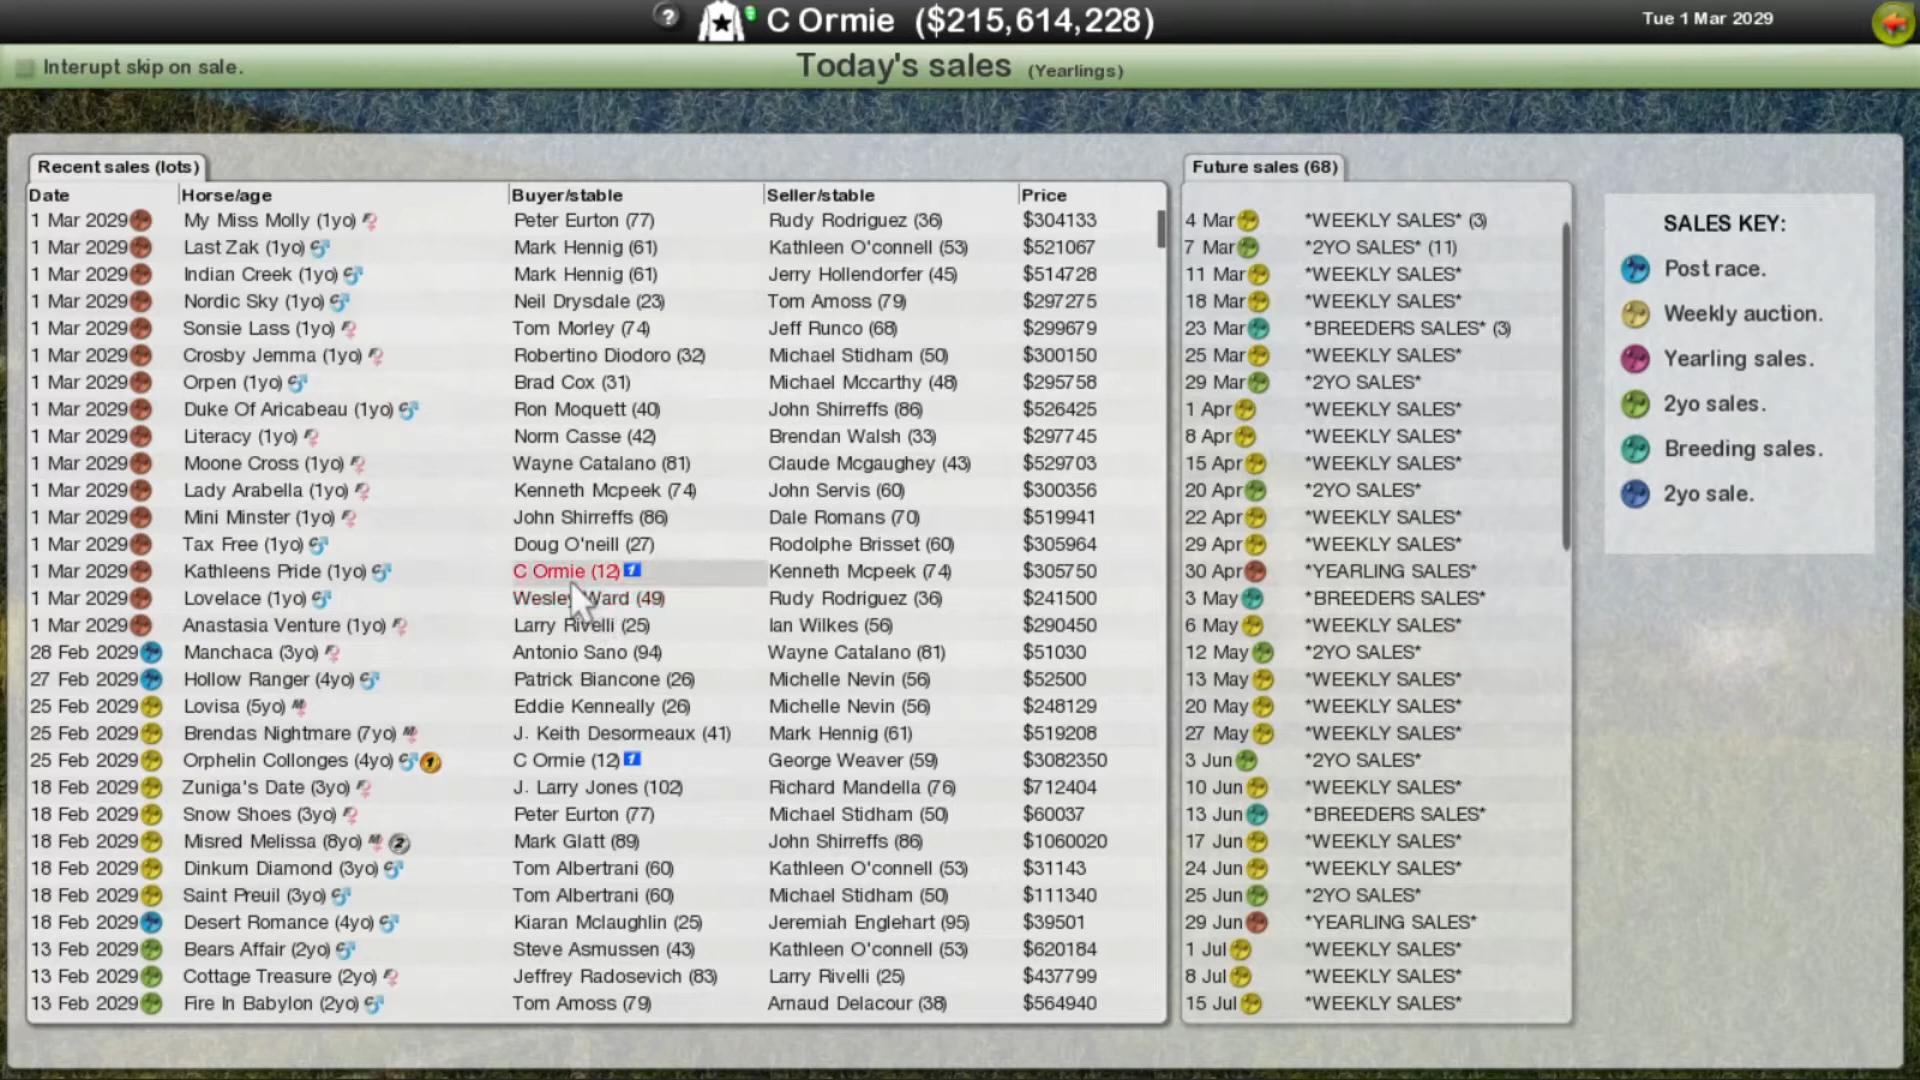 ? C Ormie ($215,614,228) Tue 1 Mar 2029
Interupt skip on sale. Today's sales (Yearlings)
Recent sales (lots)
Date Horse/age Buyer/stable Seller/stable Price
1 Mar 2029 My Miss Molly (1yo) Peter Eurton (77) Rudy Rodriguez (36) $304133
1 Mar 2029 Last Zak (1yo) Mark Hennig (61) Kathleen O'connell (53) $521067
1 Mar 2029 Indian Creek (1yo) Mark Hennig (61) Jerry Hollendorfer (45) $514728
1 Mar 2029 Nordic Sky (1yo) Neil Drysdale (23) Tom Amoss (79) $297275
1 Mar 2029 Sonsie Lass (1yo) Tom Morley (74) Jeff Runco (68) $299679
1 Mar 2029 Crosby Jemma (1yo) Robertino Diodoro (32) Michael Stidham (50) $300150
1 Mar 2029 Orpen (1yo) Brad Cox (31) Michael Mccarthy (48) $295758
1 Mar 2029 Duke Of Aricabeau (1yo) Ron Moquett (40) John Shirreffs (86) $526425
1 Mar 2029 Literacy (1yo) Norm Casse (42) Brendan Walsh (33) $297745
1 Mar 2029 Moone Cross (1yo) Wayne Catalano (81) Claude Mcgaughey (43) $529703
1 Mar 2029 Lady Arabella (1yo) Kenneth Mcpeek (74) John Servis (60) $300356
1 Mar 2029 Mini Minster (1yo) John Shirreffs (86) Dale Romans (70) $519941
1 Mar 2029 Tax Free (1yo) Doug O'neill (27) Rodolphe Brisset (60) $305964
1 Mar 2029 Kathleens Pride (1yo) C Ormie (12) 1 Kenneth Mcpeek (74) $305750
1 Mar 2029 Lovelace (1yo) Wesley Ward (49) Rudy Rodriguez (36) $241500
1 Mar 2029 Anastasia Venture (1yo) Larry Rivelli (25) Ian Wilkes (56) $290450
28 Feb 2029 Manchaca (3yo) Antonio Sano (94) Wayne Catalano (81) $51030
27 Feb 2029 Hollow Ranger (4yo) Patrick Biancone (26) Michelle Nevin (56) $52500
25 Feb 2029 Lovisa (5yo) Eddie Kenneally (26) Michelle Nevin (56) $248129
25 Feb 2029 Brendas Nightmare (7yo) J. Keith Desormeaux (41) Mark Hennig (61) $519208
25 Feb 2029 Orphelin Collonges (4yo) 1 C Ormie (12) 1 George Weaver (59) $3082350
18 Feb 2029 Zuniga's Date (3yo) J. Larry Jones (102) Richard Mandella (76) $712404
18 Feb 2029 Snow Shoes (3yo) Peter Eurton (77) Michael Stidham (50) $60037
18 Feb 2029 Misred Melissa (8yo) 2 Mark Glatt (89) John Shirreffs (86) $1060020
18 Feb 2029 Dinkum Diamond (3yo) Tom Albertrani (60) Kathleen O'connell (53) $31143
18 Feb 2029 Saint Preuil (3yo) Tom Albertrani (60) Michael Stidham (50) $111340
18 Feb 2029 Desert Romance (4yo) Kiaran Mclaughlin (25) Jeremiah Englehart (95) $39501
13 Feb 2029 Bears Affair (2yo) Steve Asmussen (43) Kathleen O'connell (53) $620184
13 Feb 2029 Cottage Treasure (2yo) Jeffrey Radosevich (83) Larry Rivelli (25) $437799
13 Feb 2029 Fire In Babylon (2yo) Tom Amoss (79) Arnaud Delacour (38) $564940
Future sales (68)
4 Mar *WEEKLY SALES* (3)
7 Mar *2YO SALES* (11)
11 Mar *WEEKLY SALES*
18 Mar *WEEKLY SALES*
23 Mar *BREEDERS SALES* (3)
25 Mar *WEEKLY SALES*
29 Mar *2YO SALES*
1 Apr *WEEKLY SALES*
8 Apr *WEEKLY SALES*
15 Apr *WEEKLY SALES*
20 Apr *2YO SALES*
22 Apr *WEEKLY SALES*
29 Apr *WEEKLY SALES*
30 Apr *YEARLING SALES*
3 May *BREEDERS SALES*
6 May *WEEKLY SALES*
12 May *2YO SALES*
13 May *WEEKLY SALES*
20 May *WEEKLY SALES*
27 May *WEEKLY SALES*
3 Jun *2YO SALES*
10 Jun *WEEKLY SALES*
13 Jun *BREEDERS SALES*
17 Jun *WEEKLY SALES*
24 Jun *WEEKLY SALES*
25 Jun *2YO SALES*
29 Jun *YEARLING SALES*
1 Jul *WEEKLY SALES*
8 Jul *WEEKLY SALES*
15 Jul *WEEKLY SALES*
SALES KEY:
Post race.
Weekly auction.
Yearling sales.
2yo sales.
Breeding sales.
2yo sale.